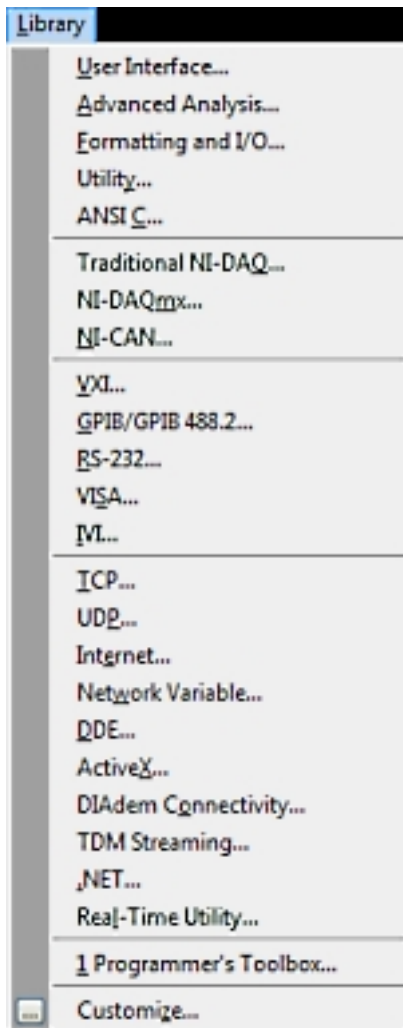 Library
User Interface...
Advanced Analysis...
Formatting and I/O...
Utility...
ANSI C...
Traditional NI-DAQ...
NI-DAQmx...
NI-CAN...
VXI...
GPIB/GPIB 488.2...
RS-232...
VISA...
IVI...
TCP...
UDP...
Internet...
Network Variable...
DDE...
ActiveX...
DIAdem Connectivity...
TDM Streaming...
.NET...
Real-Time Utility...
1 Programmer's Toolbox...
Customize...